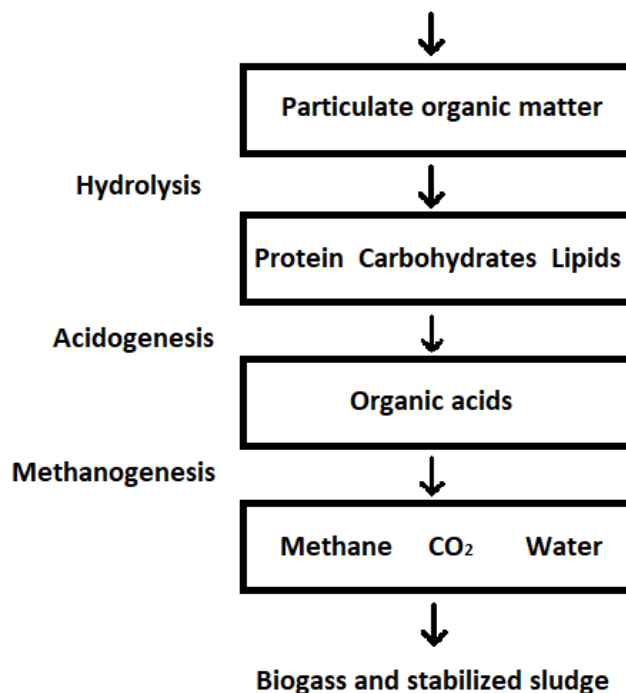 Particulate organic matter
Hydrolysis
Protein Carbohydrates Lipids
Acidogenesis
Organic acids
Methanogenesis
Methane CO₂ Water
Biogass and stabilized sludge